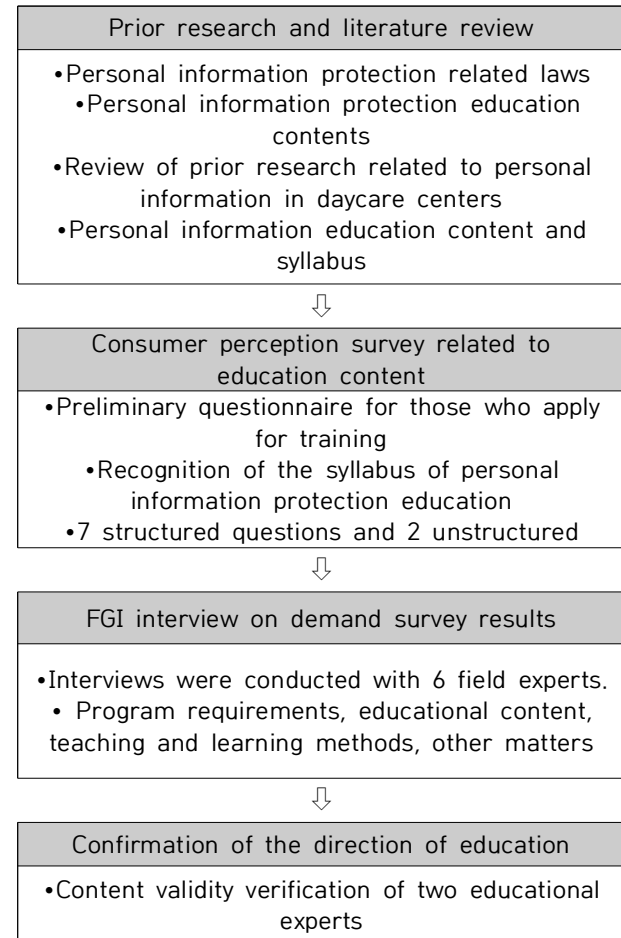 Prior research and literature review
•Personal information protection related laws
•Personal information protection education
contents
•Review of prior research related to personal
information in daycare centers
•Personal information education content and
syllabus
⇩
Consumer perception survey related to
education content
•Preliminary questionnaire for those who apply
for training
•Recognition of the syllabus of personal
information protection education
•7 structured questions and 2 unstructured
⇩
FGI interview on demand survey results
•Interviews were conducted with 6 field experts.
• Program requirements, educational content,
teaching and learning methods, other matters
⇩
Confirmation of the direction of education
•Content validity verification of two educational
experts